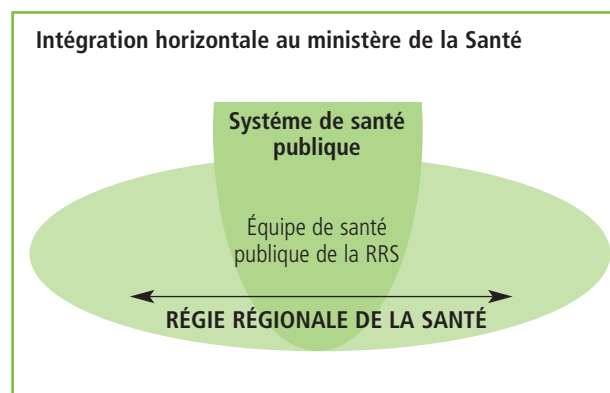 Intégration horizontale au ministère de la Santé
Systéme de santé
publique
Équipe de santé
publique de la RRS
RÉGIE RÉGIONALE DE LA SANTÉ